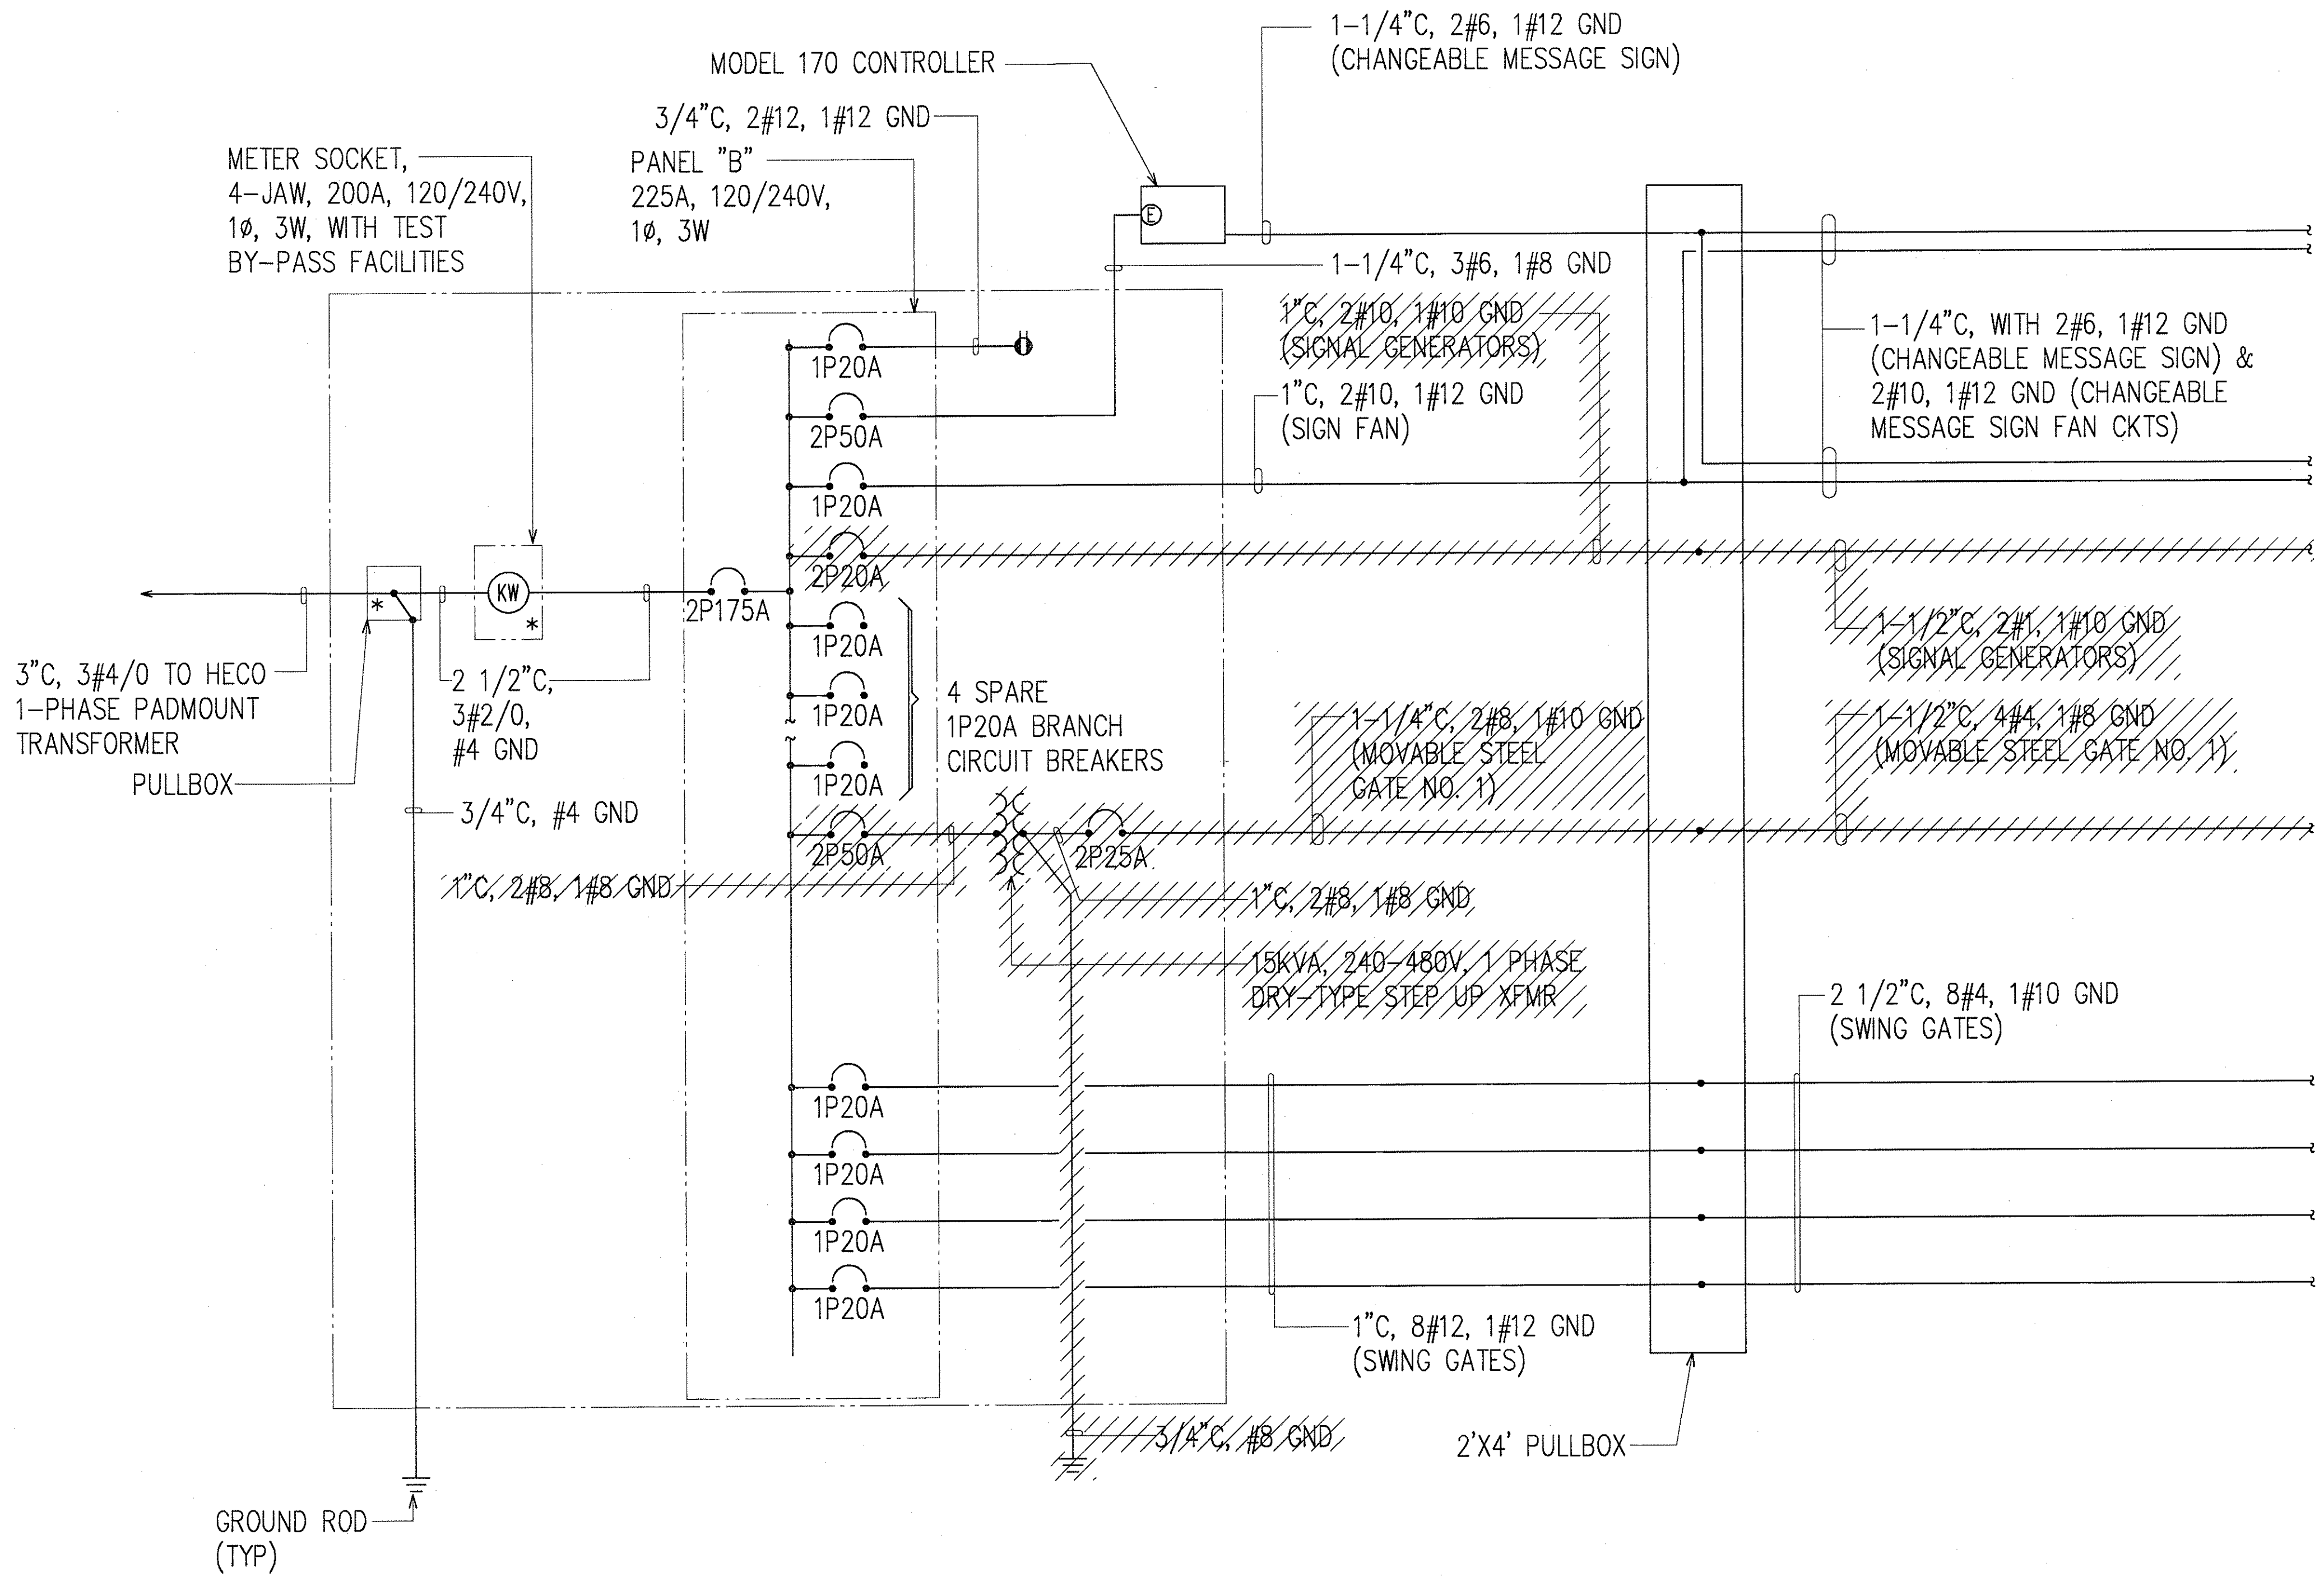 1-1/4"C, 2#6, 1#12 GND
(CHANGEABLE MESSAGE SIGN)
MODEL 170 CONTROLLER
3/4"C, 2#12, 1#12 GND
METER SOCKET,
4-JAW, 200A, 120/240V,
1ø, 3W, WITH TEST
BY-PASS FACILITIES
PANEL "B"
225A, 120/240V,
1ø, 3W
E
1-1/4"C, 3#6, 1#8 GND
1"C, 2#10, 1#10 GND
(SIGNAL GENERATORS)
1-1/4"C, WITH 2#6, 1#12 GND
(CHANGEABLE MESSAGE SIGN) &
2#10, 1#12 GND (CHANGEABLE
MESSAGE SIGN FAN CKTS)
1"C, 2#10, 1#12 GND
(SIGN FAN)
1P20A
2P50A
1P20A
2P20A
KW
*
*
2P175A
1P20A
1P20A
1P20A
4 SPARE
1P20A BRANCH
CIRCUIT BREAKERS
1-1/2"C, 2#1, 1#10 GND
(SIGNAL GENERATORS)
3"C, 3#4/0 TO HECO
1-PHASE PADMOUNT
TRANSFORMER
2 1/2"C,
3#2/0,
#4 GND
1-1/4"C, 2#8, 1#10 GND
(MOVABLE STEEL
GATE NO. 1)
1-1/2"C, 4#4, 1#8 GND
(MOVABLE STEEL GATE NO. 1)
PULLBOX
3/4"C, #4 GND
2P50A
2P25A
1"C, 2#8, 1#8 GND
1"C, 2#8, 1#8 GND
15KVA, 240-480V, 1 PHASE
DRY-TYPE STEP UP XFMR
2 1/2"C, 8#4, 1#10 GND
(SWING GATES)
1P20A
1P20A
1P20A
1P20A
1"C, 8#12, 1#12 GND
(SWING GATES)
3/4"C, #8 GND
2'X4' PULLBOX
GROUND ROD
(TYP)